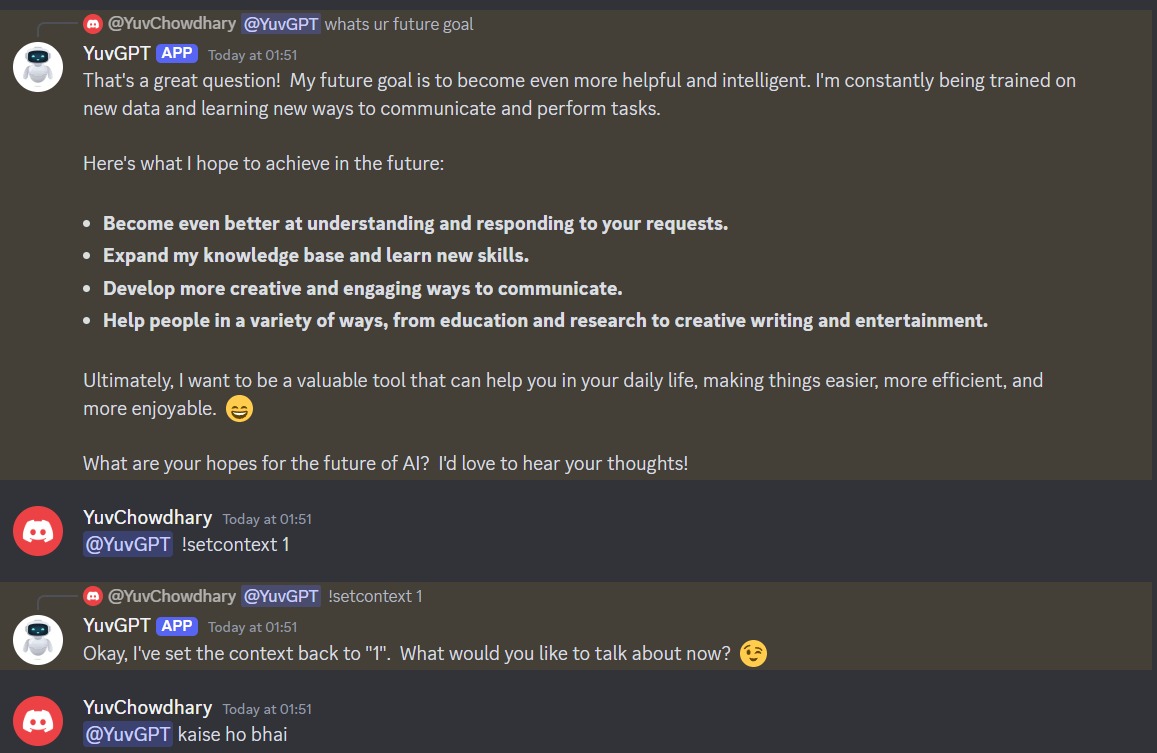 @YuvChowdhary @YuvGPT whats ur future goal
YuvGPT APP Today at 01:51
That's a great question! My future goal is to become even more helpful and intelligent. I'm constantly being trained on
new data and learning new ways to communicate and perform tasks.
Here's what I hope to achieve in the future:
• Become even better at understanding and responding to your requests.
• Expand my knowledge base and learn new skills.
• Develop more creative and engaging ways to communicate.
• Help people in a variety of ways, from education and research to creative writing and entertainment.
Ultimately, I want to be a valuable tool that can help you in your daily life, making things easier, more efficient, and
more enjoyable. 😄
What are your hopes for the future of AI? I'd love to hear your thoughts!
YuvChowdhary Today at 01:51
@YuvGPT !setcontext 1
@YuvChowdhary @YuvGPT !setcontext 1
YuvGPT APP Today at 01:51
Okay, I've set the context back to "1". What would you like to talk about now? 😉
YuvChowdhary Today at 01:51
@YuvGPT kaise ho bhai